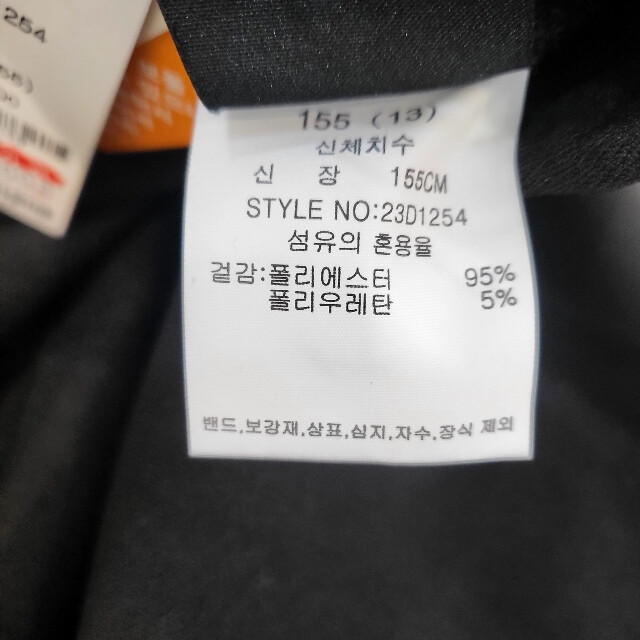 254
155 (13)
신체치수
신 장 155CM
STYLE NO:23D1254
섬유의 혼용율
겉감:폴리에스터 95%
폴리우레탄 5%
밴드,보강재,상표,심지,자수,장식 제외